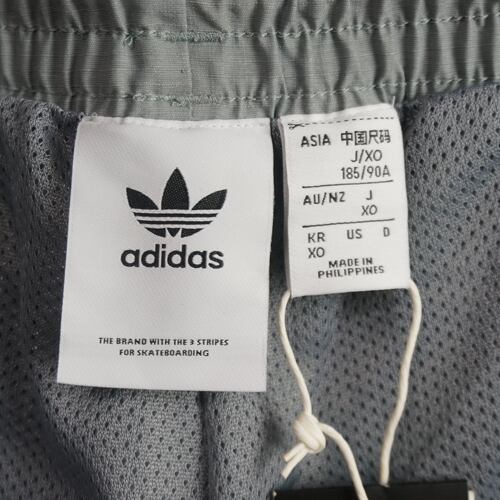 adidas
THE BRAND WITH THE 3 STRIPES
FOR SKATEBOARDING
ASIA 中国尺码
J/XO
185/90A
AU/NZ J
XO
KR US D
XO
MADE IN
PHILIPPINES